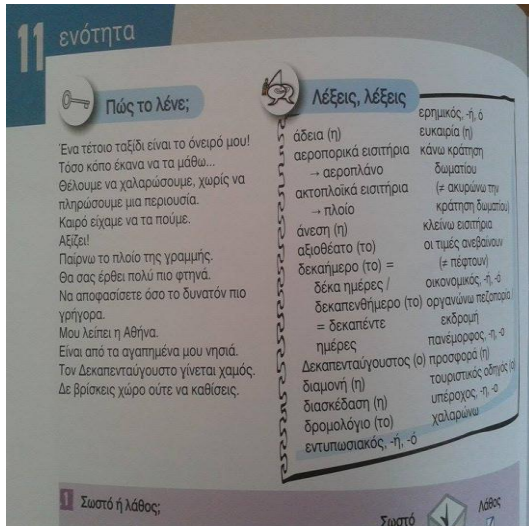 11 ενότητα
Πώς το λένε;
Ένα τέτοιο ταξίδι είναι το όνειρό μου!
Τόσο κόπο έκανα να τα μάθω...
Θέλουμε να χαλαρώσουμε, χωρίς να
πληρώσουμε μια περιουσία.
Καιρό είχαμε να τα πούμε.
Αξίζει!
Παίρνω το πλοίο της γραμμής.
Θα σας έρθει πολύ πιο φτηνά.
Να αποφασίσετε όσο το δυνατόν πιο
γρήγορα.
Μου λείπει η Αθήνα.
Είναι από τα αγαπημένα μου νησιά.
Τον Δεκαπενταύγουστο γίνεται χαμός.
Δε βρίσκεις χώρο ούτε να καθίσεις.
Λέξεις, λέξεις
άδεια (η)
αεροπορικά εισιτήρια
→ αεροπλάνο
ακτοπλοϊκά εισιτήρια
→ πλοίο
άνεση (η)
αξιοθέατο (το)
δεκαήμερο (το) =
δέκα ημέρες /
δεκαπενθήμερο (το)
= δεκαπέντε
ημέρες
Δεκαπενταύγουστος (ο)
διαμονή (η)
διασκέδαση (η)
δρομολόγιο (το)
εντυπωσιακός, -ή, -ό
ερημικός, -ή, ό
ευκαιρία (η)
κάνω κράτηση
δωματίου
(≠ ακυρώνω την
κράτηση δωματίου)
κλείνω εισιτήρια
οι τιμές ανεβαίνουν
(≠ πέφτουν)
οικονομικός, -ή, -ό
οργανώνω πεζοπορία
εκδρομή
πανέμορφος, -η, -ο
προσφορά (η)
τουριστικός οδηγός (ο)
υπέροχος, -η, -ο
χαλαρώνω
.1 Σωστό ή λάθος;
Σωστό Λάθος